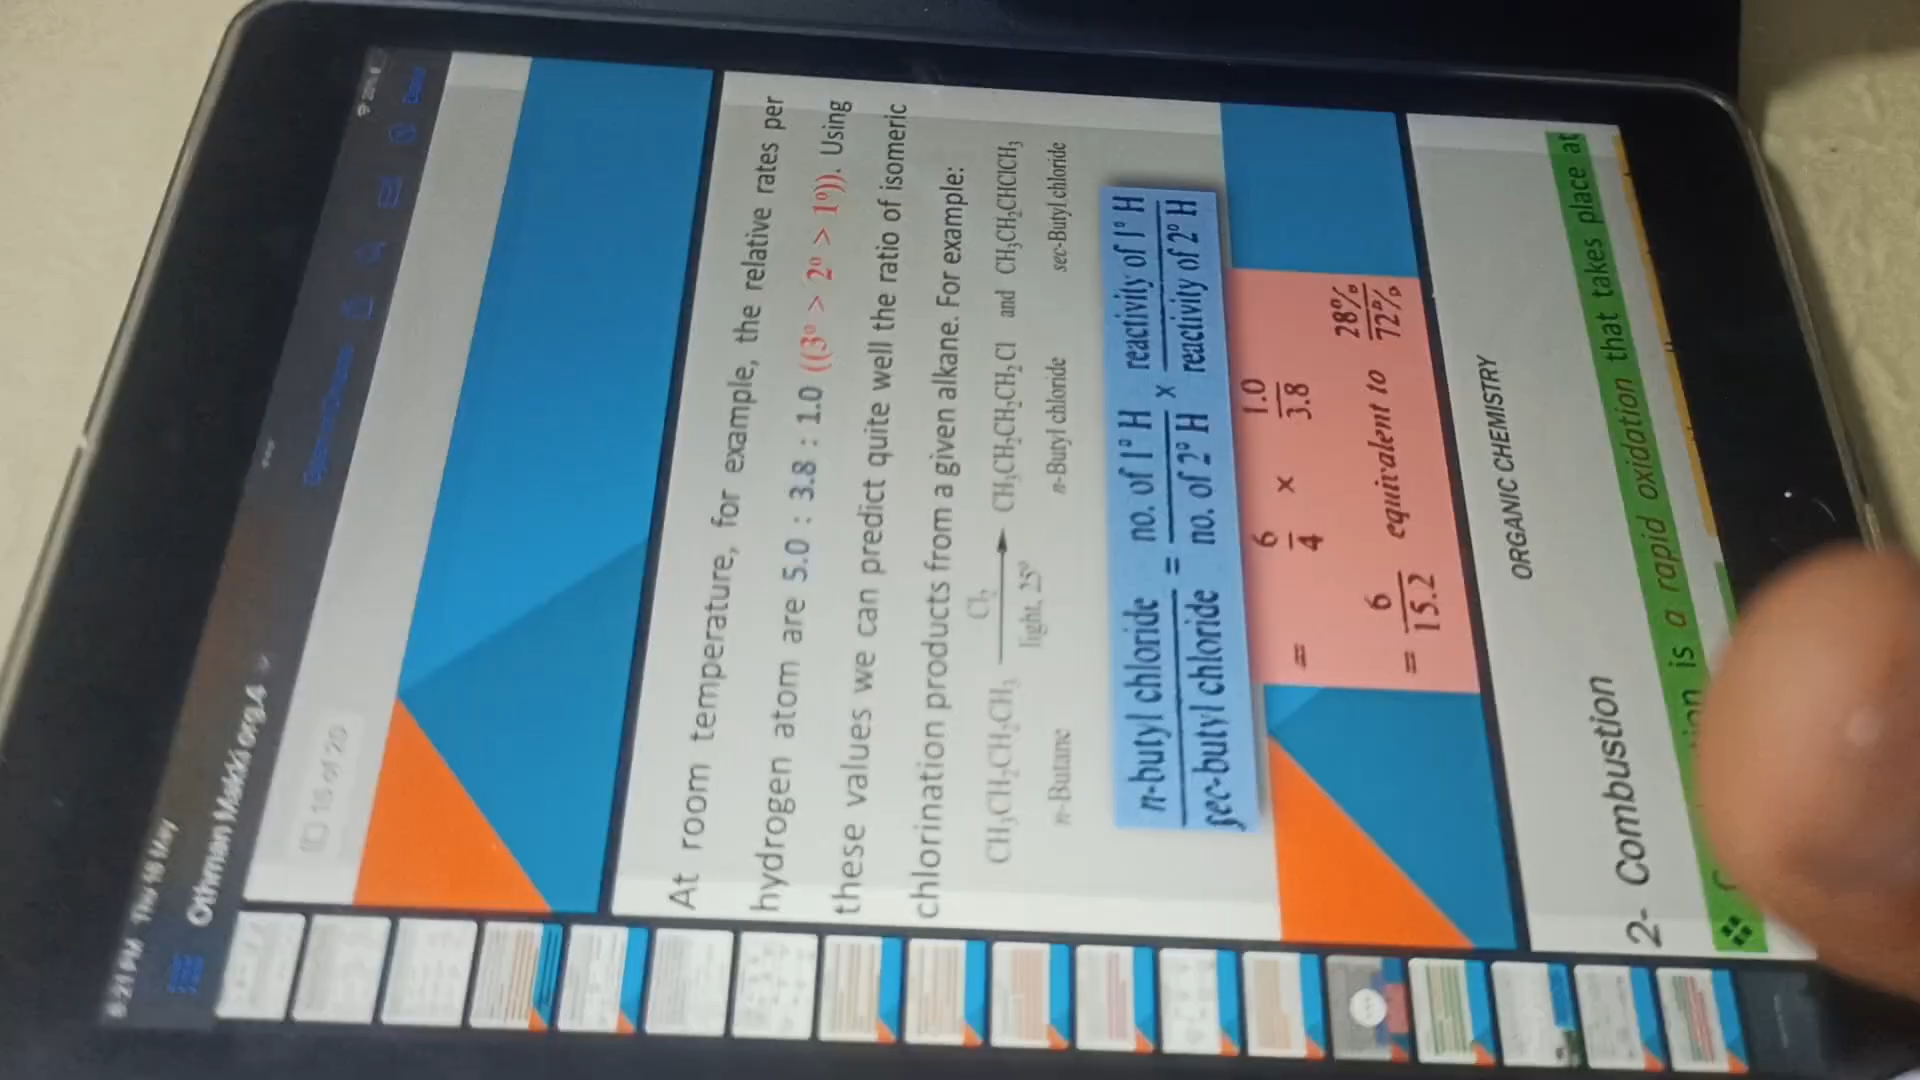 6:21 PM Thu 18 May
Othman Makki org.4
15 of 20
At room temperature, for example, the relative rates per
hydrogen atom are 5.0 : 3.8 : 1.0 ((3° > 2° > 1°)). Using
these values we can predict quite well the ratio of isomeric
chlorination products from a given alkane. For example:
CH₃CH₂CH₂CH₃ Cl₂ light, 25° → CH₃CH₂CH₂CH₂Cl and CH₃CH₂CHClCH₃
n-Butane n-Butyl chloride sec-Butyl chloride
n-butyl chloride / sec-butyl chloride = no. of 1° H / no. of 2° H × reactivity of 1° H / reactivity of 2° H
= 6/4 × 1.0/3.8
= 6/15.2 equivalent to 28% / 72%
ORGANIC CHEMISTRY
2- Combustion
is a rapid oxidation that takes place at